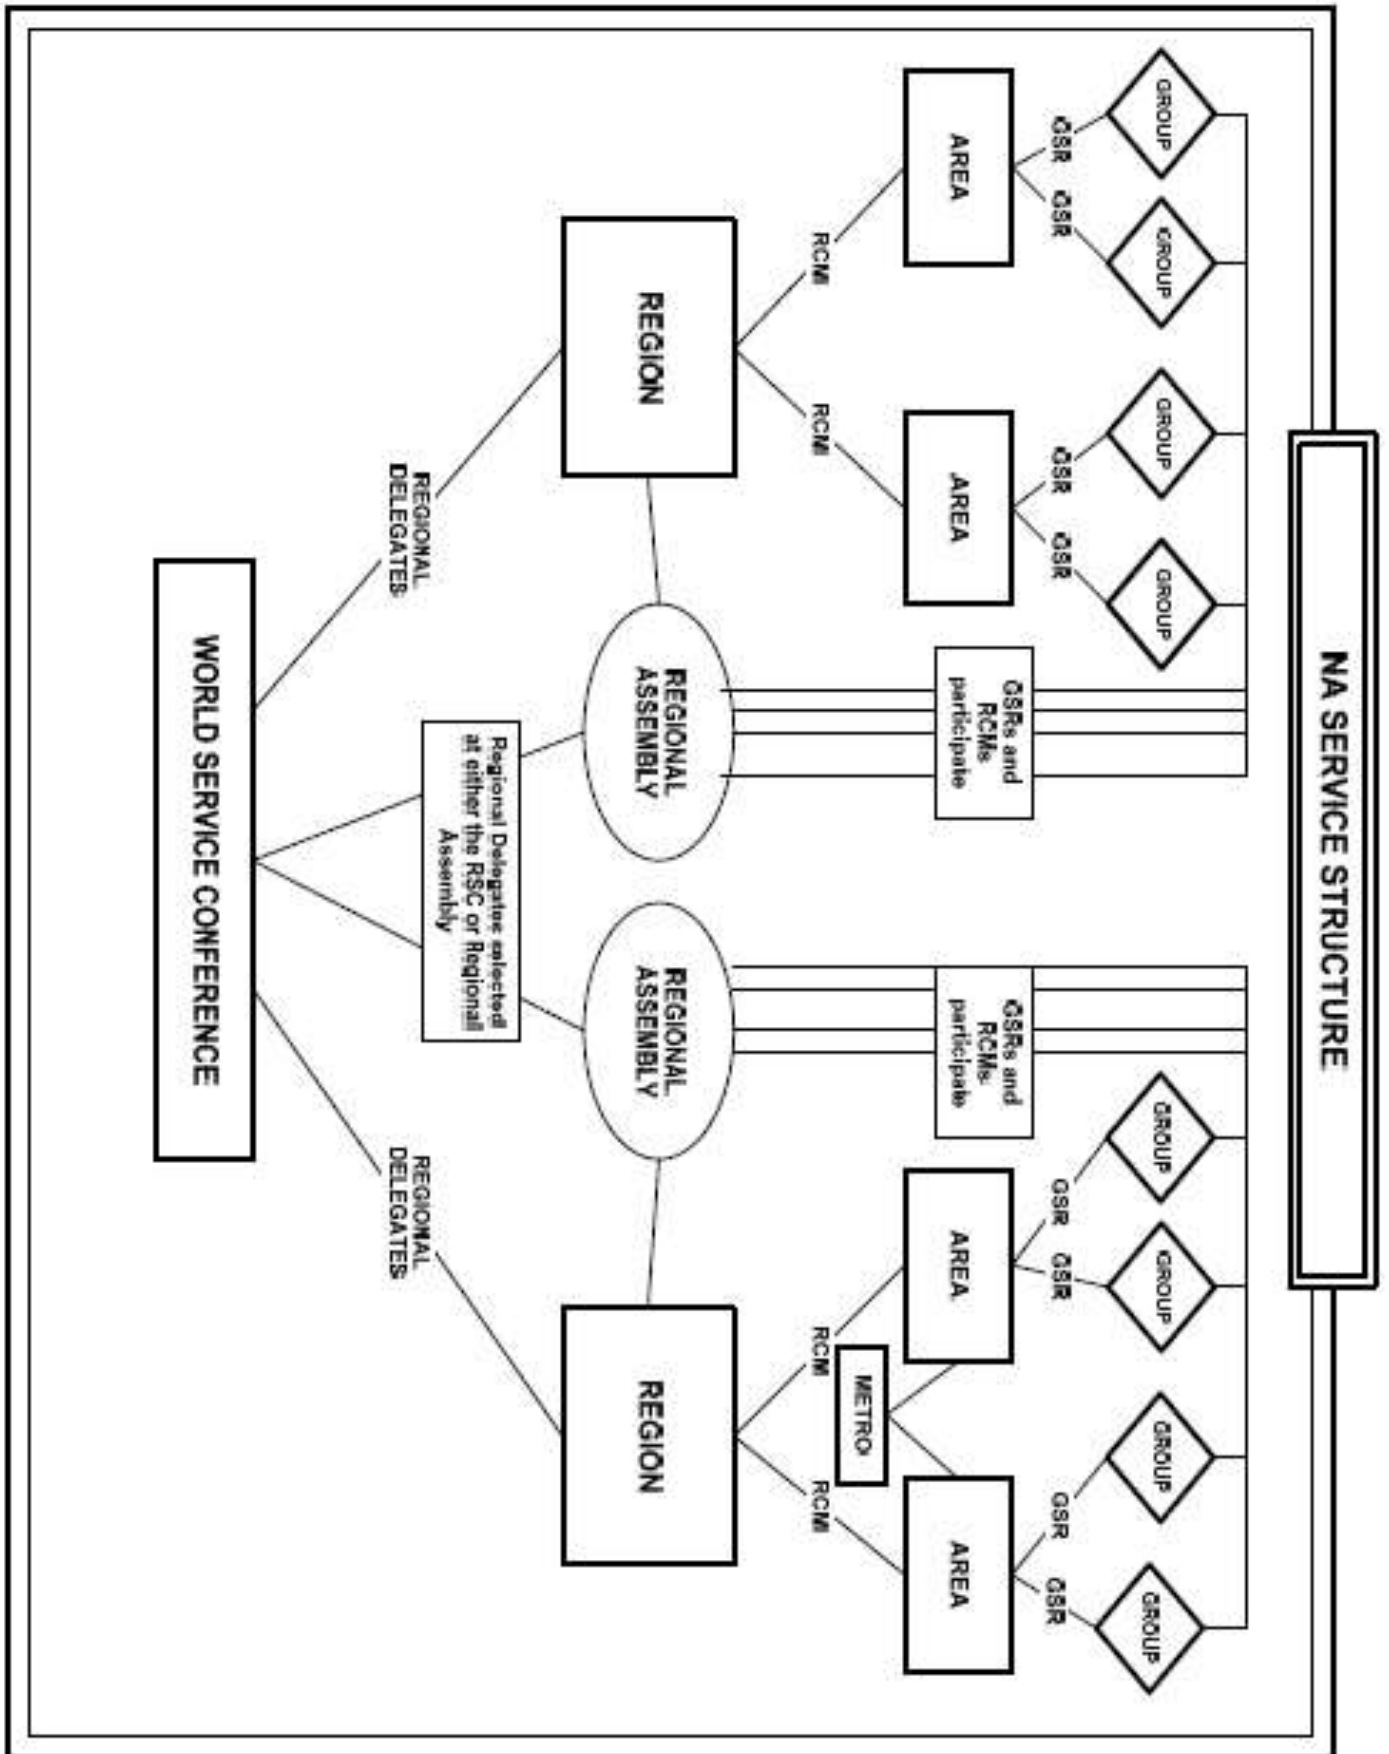 NA SERVICE STRUCTURE
GROUP
GROUP
GROUP
GROUP
GROUP
GROUP
GROUP
GROUP
GSR
GSR
GSR
GSR
GSR
GSR
GSR
GSR
AREA
AREA
GSRs and
RCMs
participate
GSRs and
RCMs
participate
AREA
AREA
METRO
RCM
RCM
RCM
RCM
REGION
REGIONAL
ASSEMBLY
REGIONAL
ASSEMBLY
REGION
Regional Delegates selected
at either the RSC or Regional
Assembly
REGIONAL
DELEGATES
REGIONAL
DELEGATES
WORLD SERVICE CONFERENCE